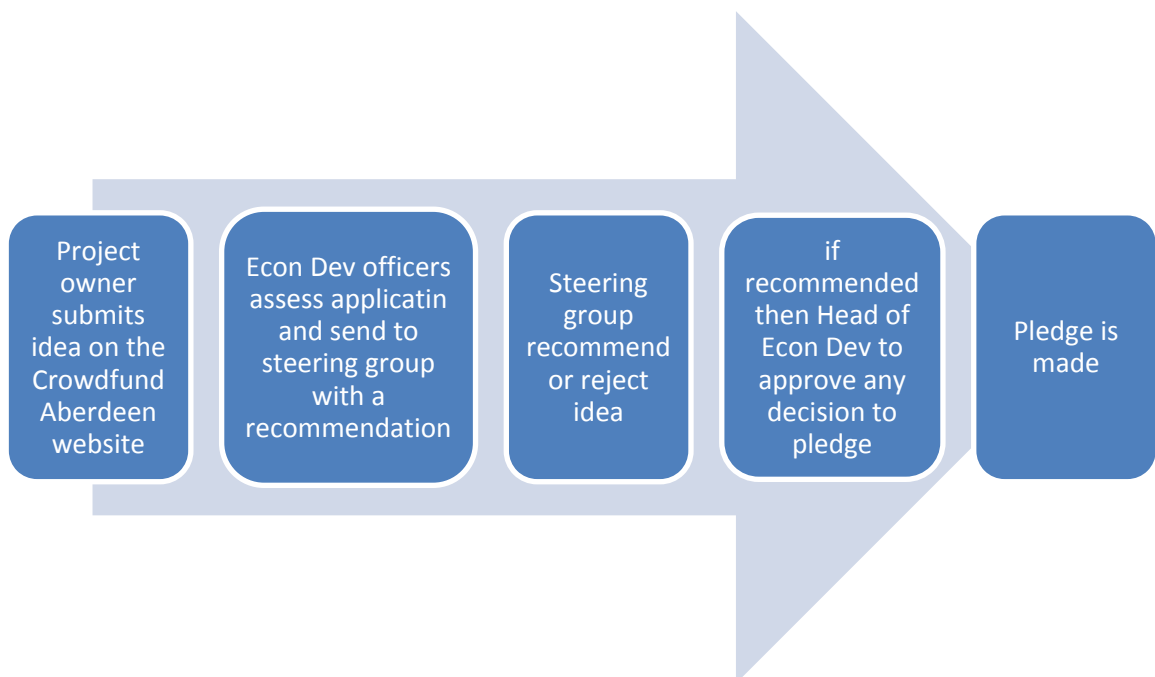 Project
owner
submits
idea on the
Crowdfund
Aberdeen
website
Econ Dev officers
assess applicatin
and send to
steering group
with a
recommendation
Steering
group
recommend
or reject
idea
if
recommended
then Head of
Econ Dev to
approve any
decision to
pledge
Pledge is
made